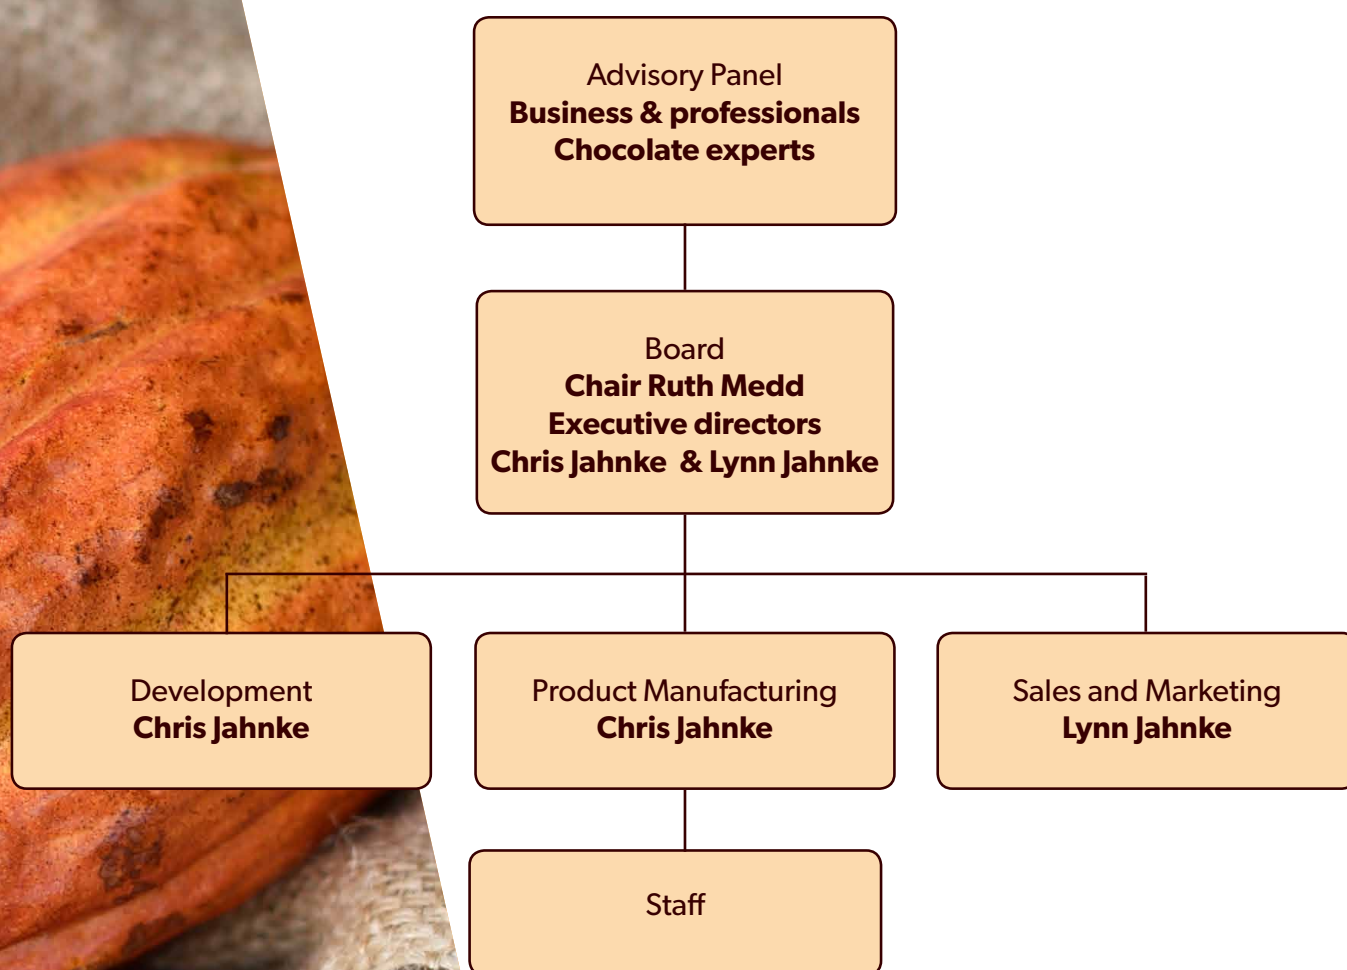 Advisory Panel
Business & professionals
Chocolate experts
Board
Chair Ruth Medd
Executive directors
Chris Jahnke & Lynn Jahnke
Development
Chris Jahnke
Product Manufacturing
Chris Jahnke
Sales and Marketing
Lynn Jahnke
Staff